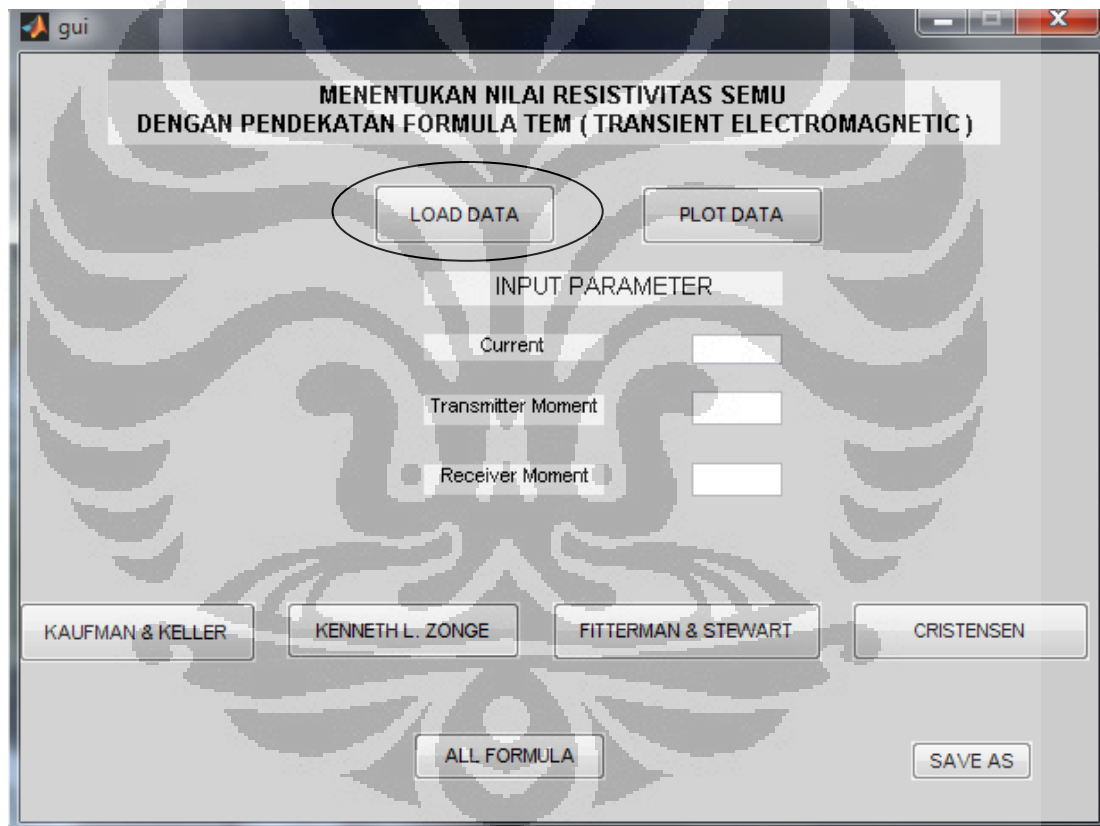 gui
MENENTUKAN NILAI RESISTIVITAS SEMU
DENGAN PENDEKATAN FORMULA TEM ( TRANSIENT ELECTROMAGNETIC )
LOAD DATA
PLOT DATA
INPUT PARAMETER
Current
Transmitter Moment
Receiver Moment
KAUFMAN & KELLER
KENNETH L. ZONGE
FITTERMAN & STEWART
CRISTENSEN
ALL FORMULA
SAVE AS